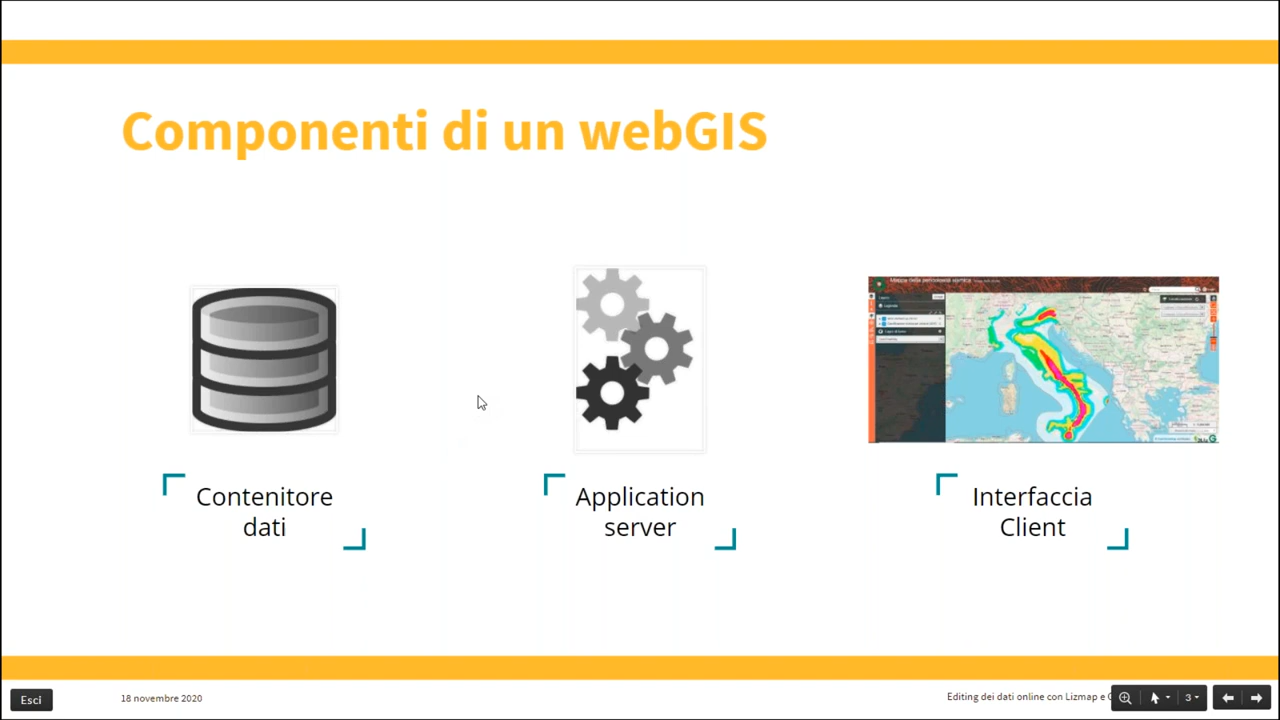 Componenti di un webGIS
Contenitore
dati
Application
server
Interfaccia
Client
Esci
18 novembre 2020
Editing dei dati online con Lizmap e
3